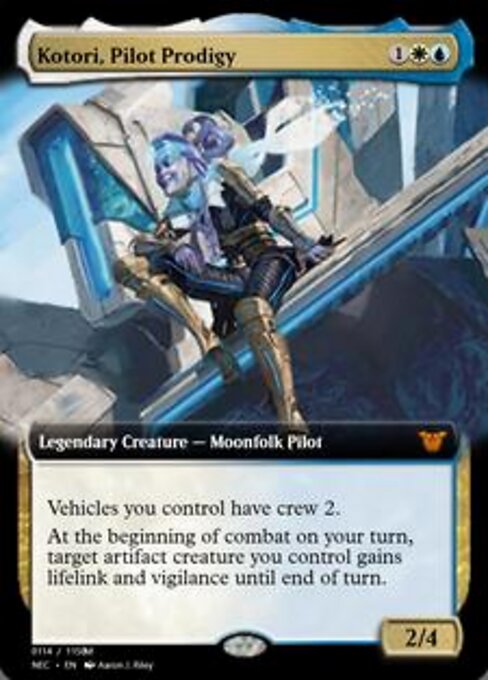 Kotori, Pilot Prodigy 1
Legendary Creature — Moonfolk Pilot
Vehicles you control have crew 2.
At the beginning of combat on your turn,
target artifact creature you control gains
lifelink and vigilance until end of turn.
2/4
0114 / 115 M
NEC • EN Aaron J. Riley